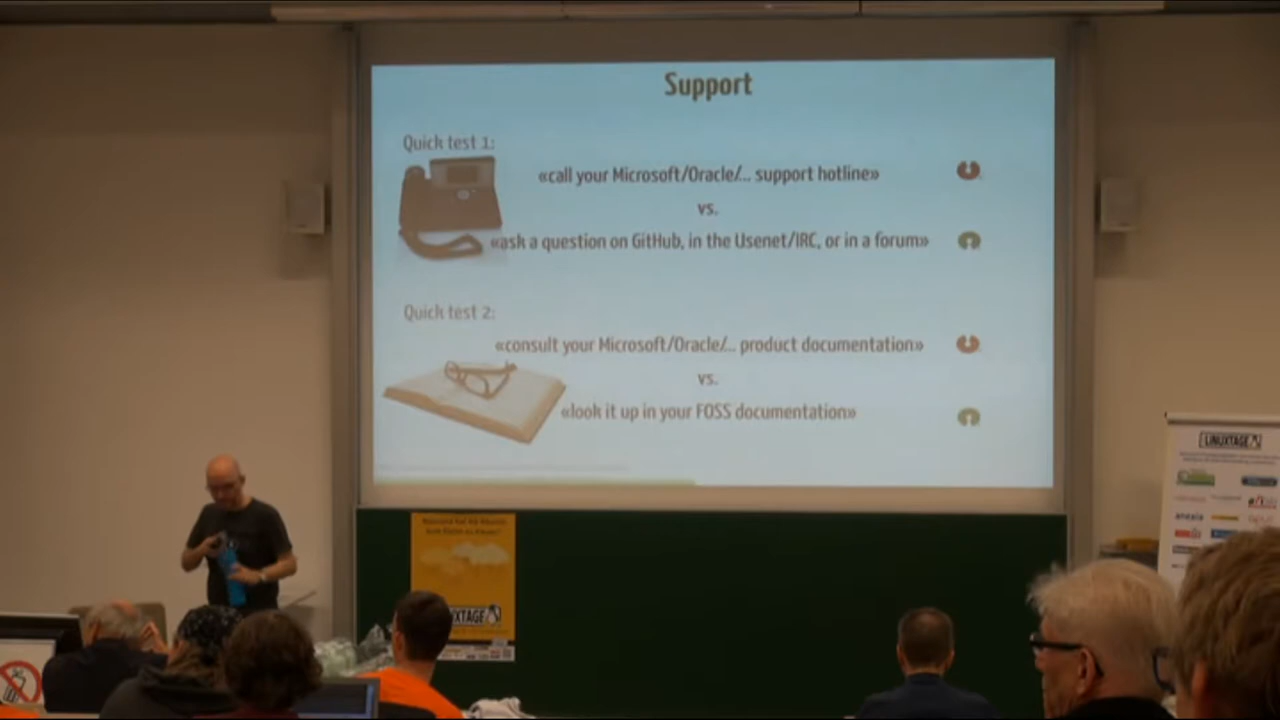 Support
Quick test 1:
«call your Microsoft/Oracle/... support hotline»
vs.
«ask a question on GitHub, in the Usenet/IRC, or in a forum»
Quick test 2:
«consult your Microsoft/Oracle/... product documentation»
vs.
«look it up in your FOSS documentation»
LINUXTAGE
XTAGE